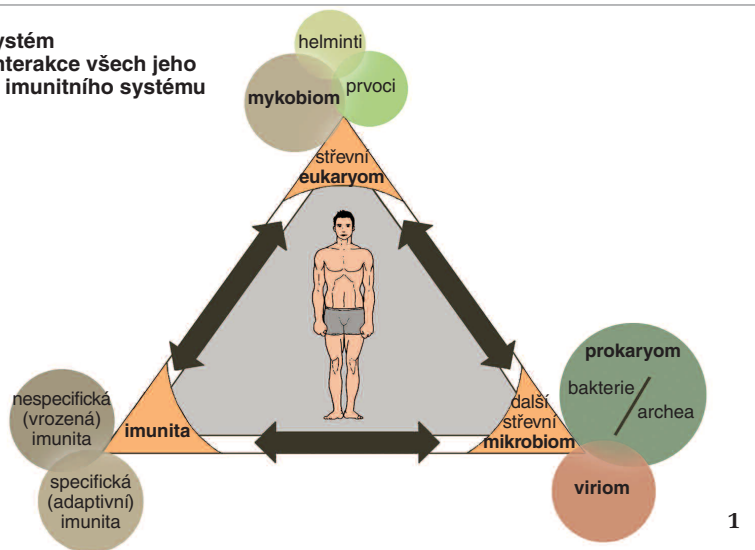 ystém
nterakce všech jeho
imunitního systému
helminti
mykobiom
prvoci
střevní
eukaryom
prokaryom
bakterie
archea
viriom
další
střevní
mikrobiom
imunita
nespecifická
(vrozená)
imunita
specifická
(adaptivní)
imunita
1